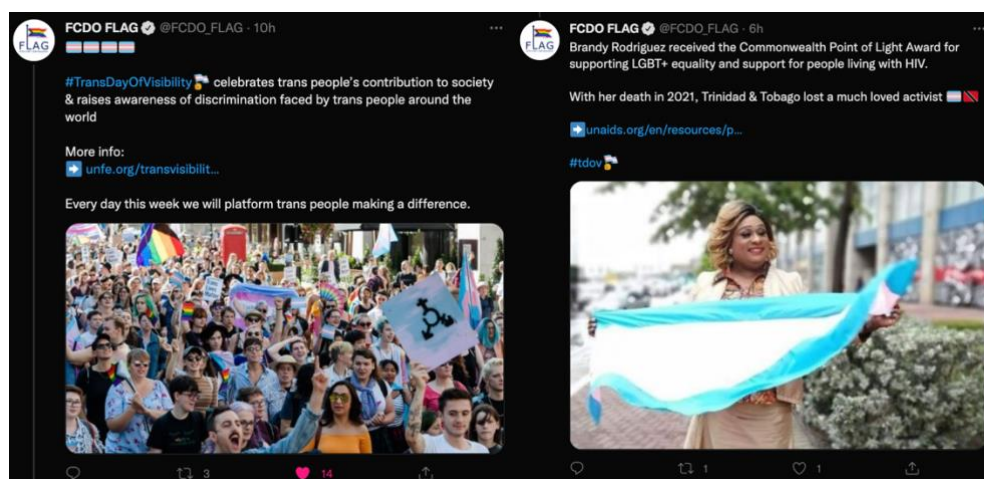 FCDO FLAG @FCDO_FLAG · 10h
FLAG
#TransDayOfVisibility celebrates trans people's contribution to society
& raises awareness of discrimination faced by trans people around the
world
More info:
unfe.org/transvisibilit...
Every day this week we will platform trans people making a difference.
3
14
FCDO FLAG @FCDO_FLAG · 6h
FLAG
Brandy Rodriguez received the Commonwealth Point of Light Award for
supporting LGBT+ equality and support for people living with HIV.
With her death in 2021, Trinidad & Tobago lost a much loved activist
unaids.org/en/resources/p...
#tdov
1
1